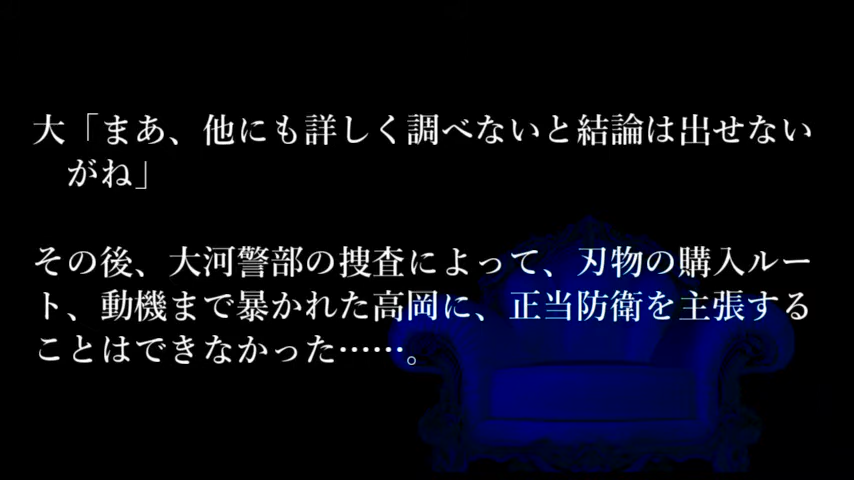 大「まあ、他にも詳しく調べないと結論は出せない
がね」
その後、大河警部の捜査によって、刃物の購入ルー
ト、動機まで暴かれた高岡に、正当防衛を主張する
ことはできなかった……。